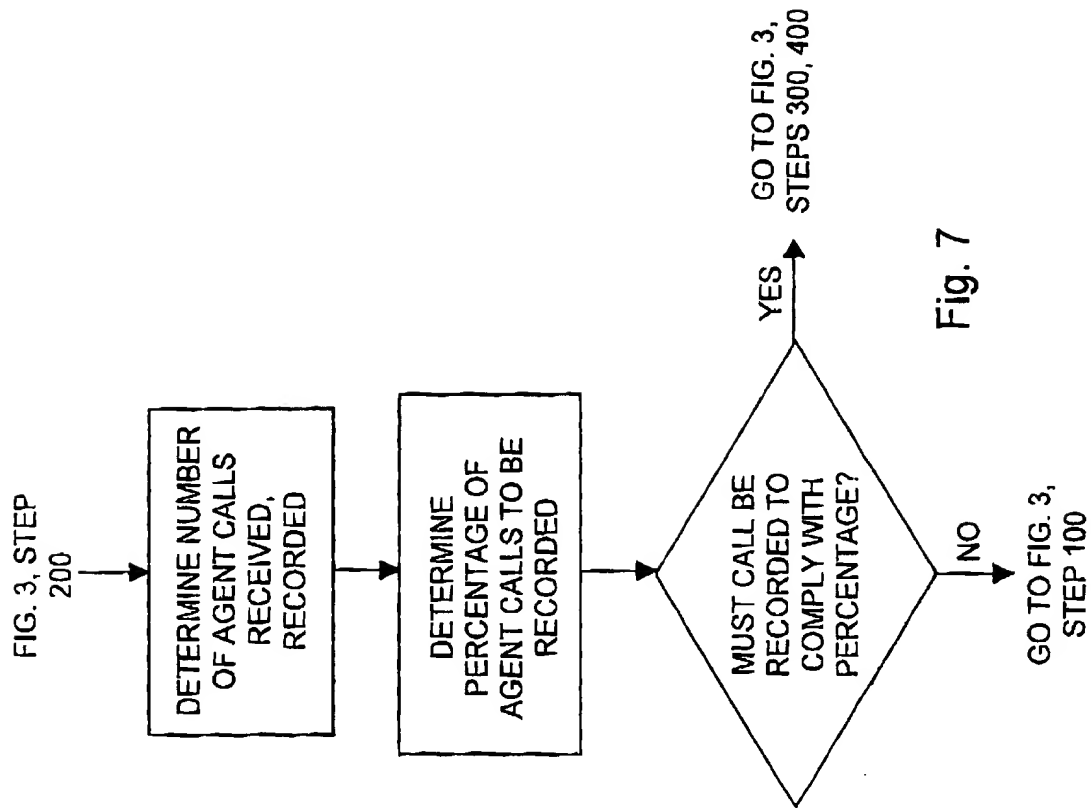 FIG. 3, STEP
200
DETERMINE NUMBER
OF AGENT CALLS
RECEIVED,
RECORDED
DETERMINE
PERCENTAGE OF
AGENT CALLS TO BE
RECORDED
MUST CALL BE
RECORDED TO
COMPLY WITH
PERCENTAGE?
YES
GO TO FIG. 3,
STEPS 300, 400
NO
GO TO FIG. 3,
STEP 100
Fig. 7